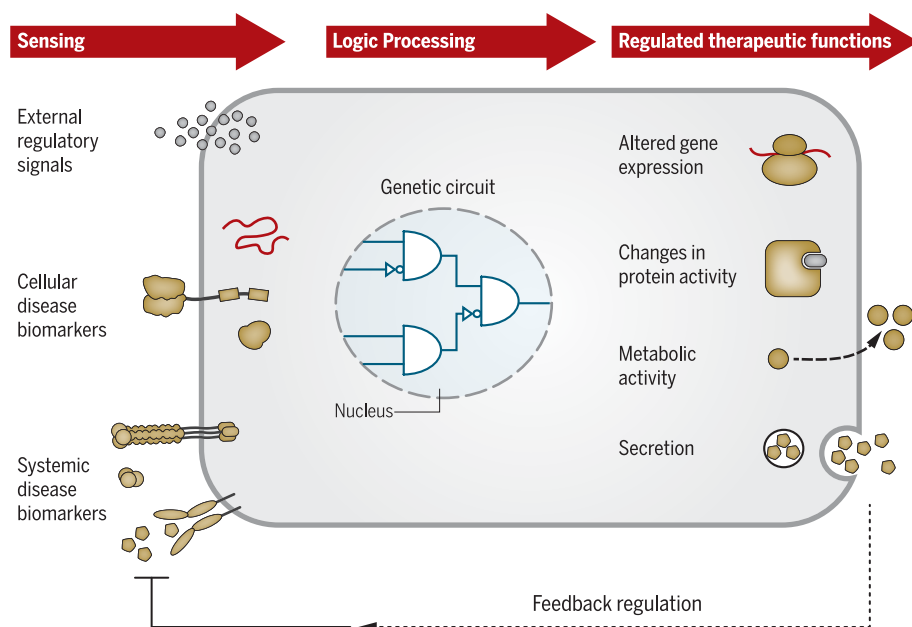 Sensing
Logic Processing
Regulated therapeutic functions
External
regulatory
signals
Cellular
disease
biomarkers
Systemic
disease
biomarkers
Genetic circuit
Nucleus
Altered gene
expression
Changes in
protein activity
Metabolic
activity
Secretion
Feedback regulation